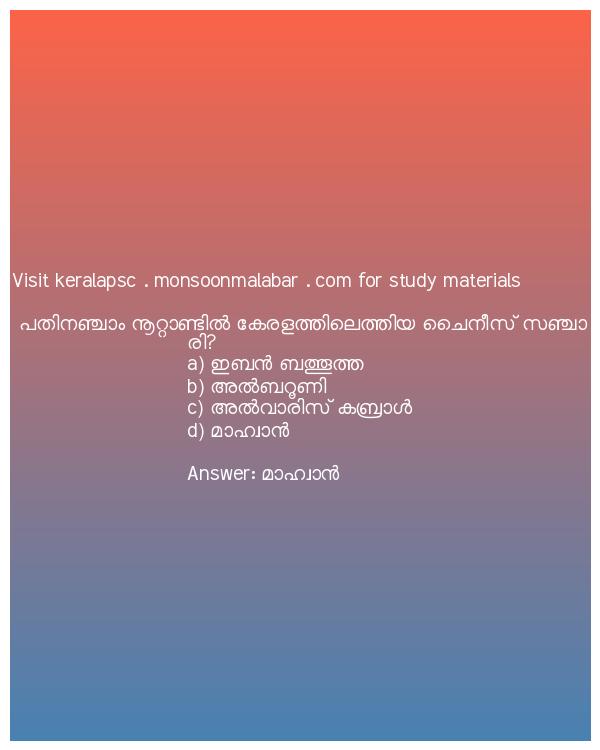 Visit keralapsc . monsoonmalabar . com for study materials
പതിനഞ്ചാം നൂറ്റാണ്ടിൽ കേരളത്തിലെത്തിയ ചൈനീസ് സഞ്ചാ
രി?
a) ഇബൻ ബത്തൂത്ത
b) അൽബറൂണി
c) അൽവാരിസ് കബ്രാൾ
d) മാഹ്വാൻ
Answer: മാഹ്വാൻ